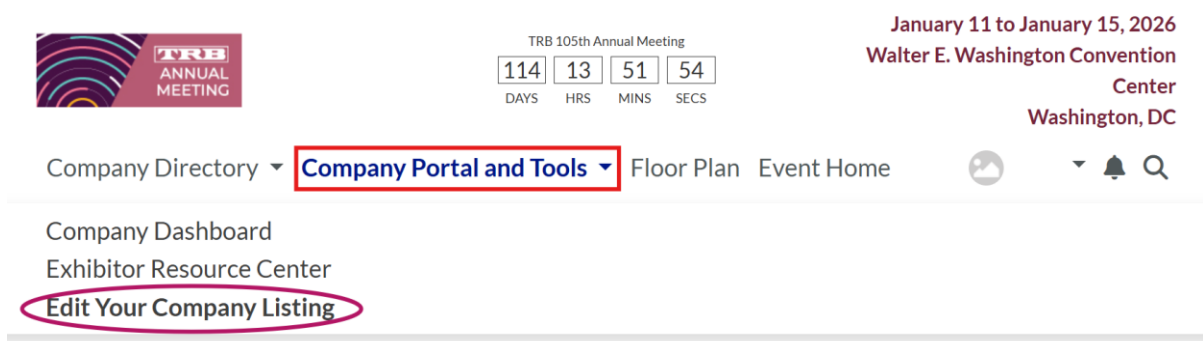 TRB
ANNUAL
MEETING
TRB 105th Annual Meeting
114 13 51 54
DAYS HRS MINS SECS
January 11 to January 15, 2026
Walter E. Washington Convention
Center
Washington, DC
Company Directory Company Portal and Tools Floor Plan Event Home
Company Dashboard
Exhibitor Resource Center
Edit Your Company Listing